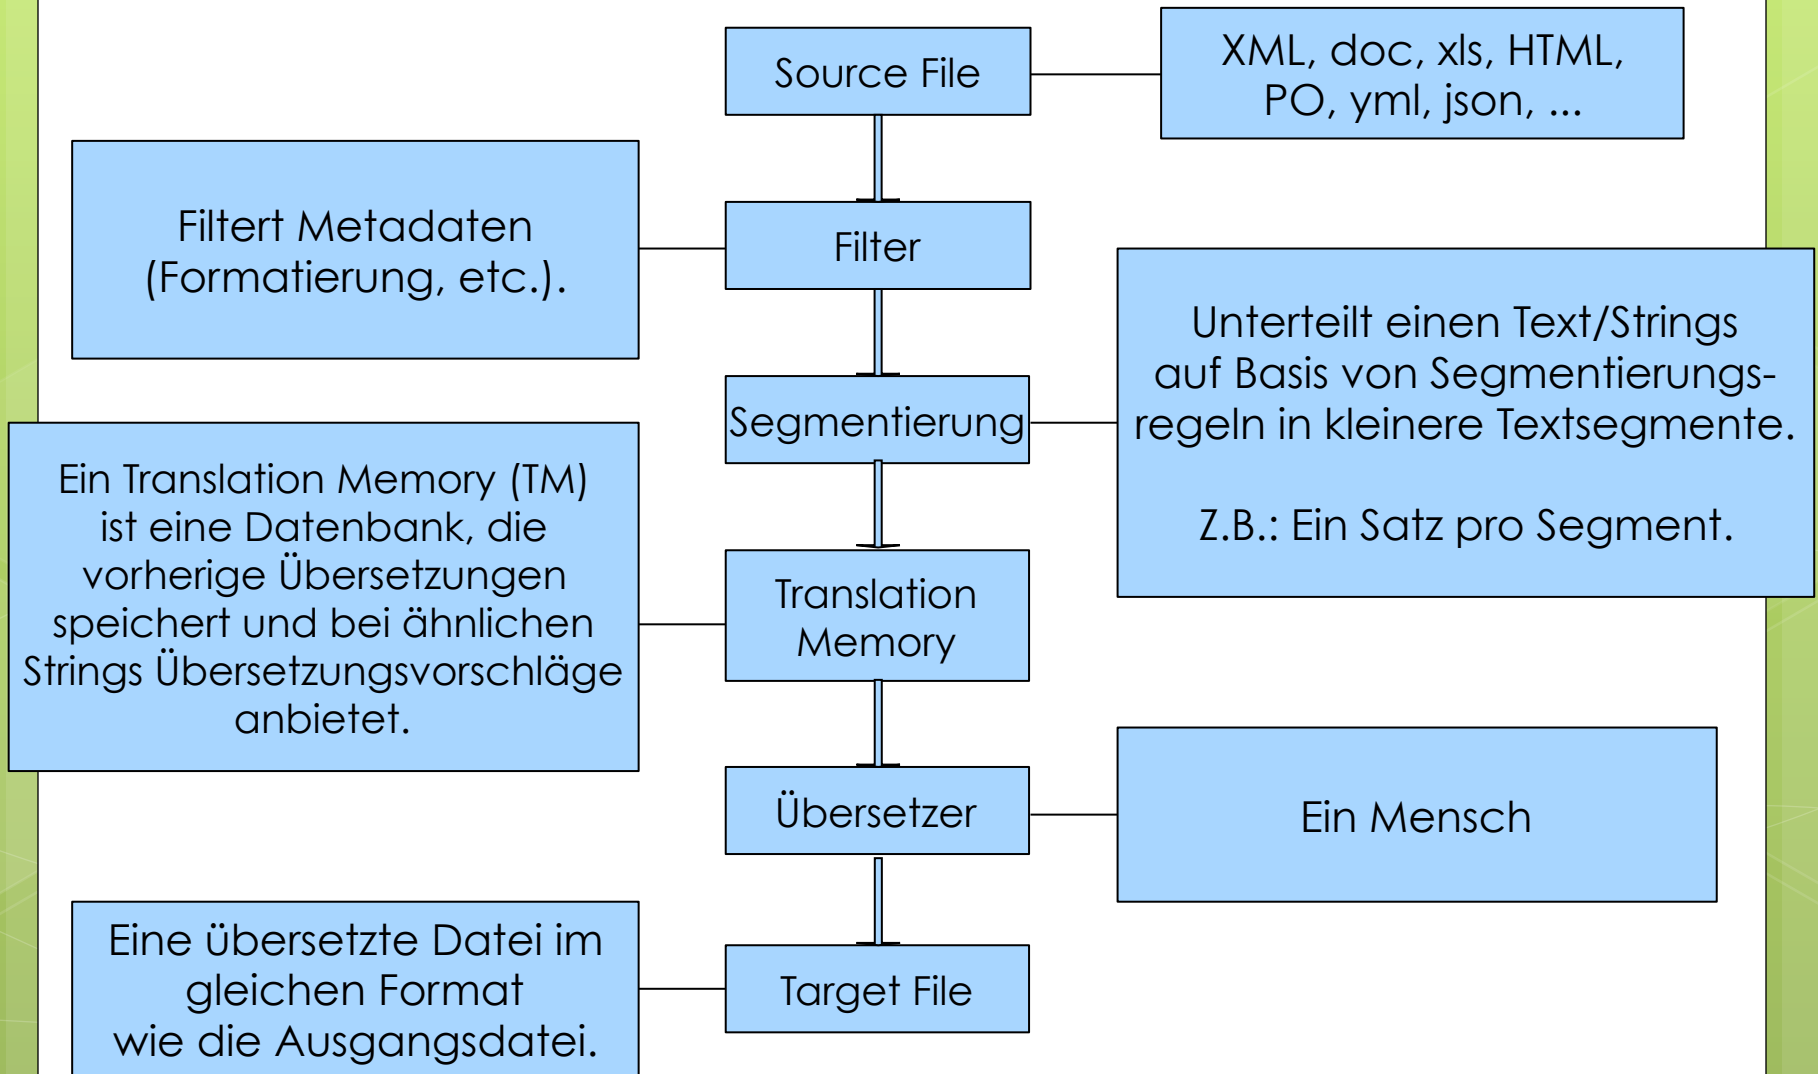 Source File
XML, doc, xls, HTML,
PO, yml, json, ...
Filtert Metadaten
(Formatierung, etc.).
Filter
Unterteilt einen Text/Strings
auf Basis von Segmentierungs-
regeln in kleinere Textsegmente.
Z.B.: Ein Satz pro Segment.
Segmentierung
Ein Translation Memory (TM)
ist eine Datenbank, die
vorherige Übersetzungen
speichert und bei ähnlichen
Strings Übersetzungsvorschläge
anbietet.
Translation
Memory
Übersetzer
Ein Mensch
Eine übersetzte Datei im
gleichen Format
wie die Ausgangsdatei.
Target File